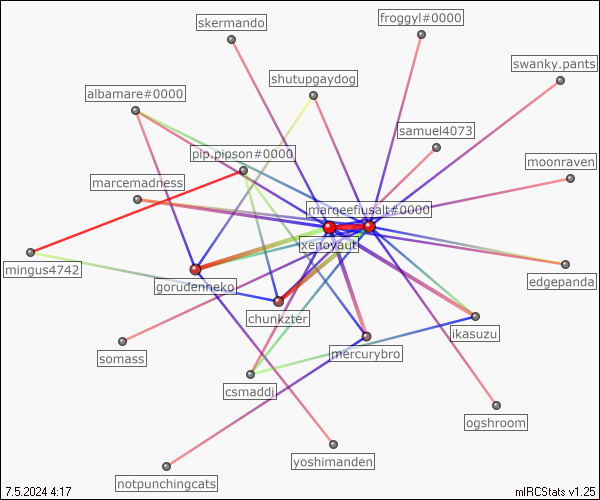 skermando
froggyl#0000
swanky.pants
shutupgaydog
albamare#0000
samuel4073
pip.pipson#0000
moonraven
marcemadness
marqeefiusalt#0000
xenoyaut
mingus4742
gorudenneko
edgepanda
chunkzter
ikasuzu
somass
mercurybro
csmaddi
ogshroom
yoshimanden
notpunchingcats
7.5.2024 4:17
mIRCStats v1.25